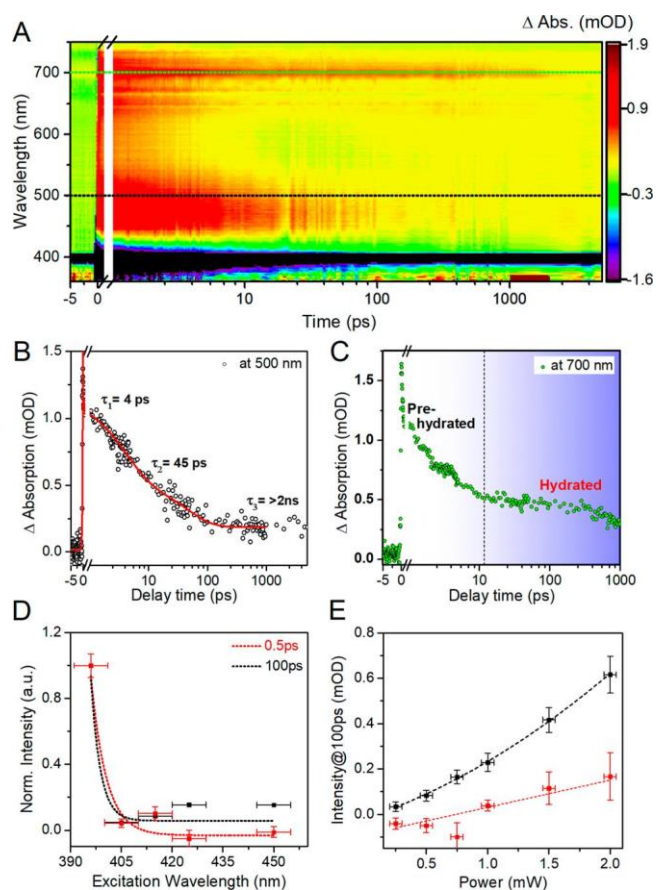 A
Δ Abs. (mOD)
Wavelength (nm)
700
600
500
400
1.9
0.9
-0.3
-1.6
-5 0 10 100 1000
Time (ps)
B
at 500 nm
τ1= 4 ps
τ2= 45 ps
τ3= >2ns
Δ Absorption (mOD)
1.5
1.0
0.5
0.0
-5 0 10 100 1000
Delay time (ps)
C
at 700 nm
Pre-
hydrated
Hydrated
Δ Absorption (mOD)
1.5
1.0
0.5
0.0
-5 0 10 100 1000
Delay time (ps)
D
0.5ps
100ps
Norm. Intensity (a.u.)
1.2
0.8
0.4
0.0
390 405 420 435 450
Excitation Wavelength (nm)
E
Intensity@100ps (mOD)
0.8
0.6
0.4
0.2
0.0
0.5 1.0 1.5 2.0
Power (mW)